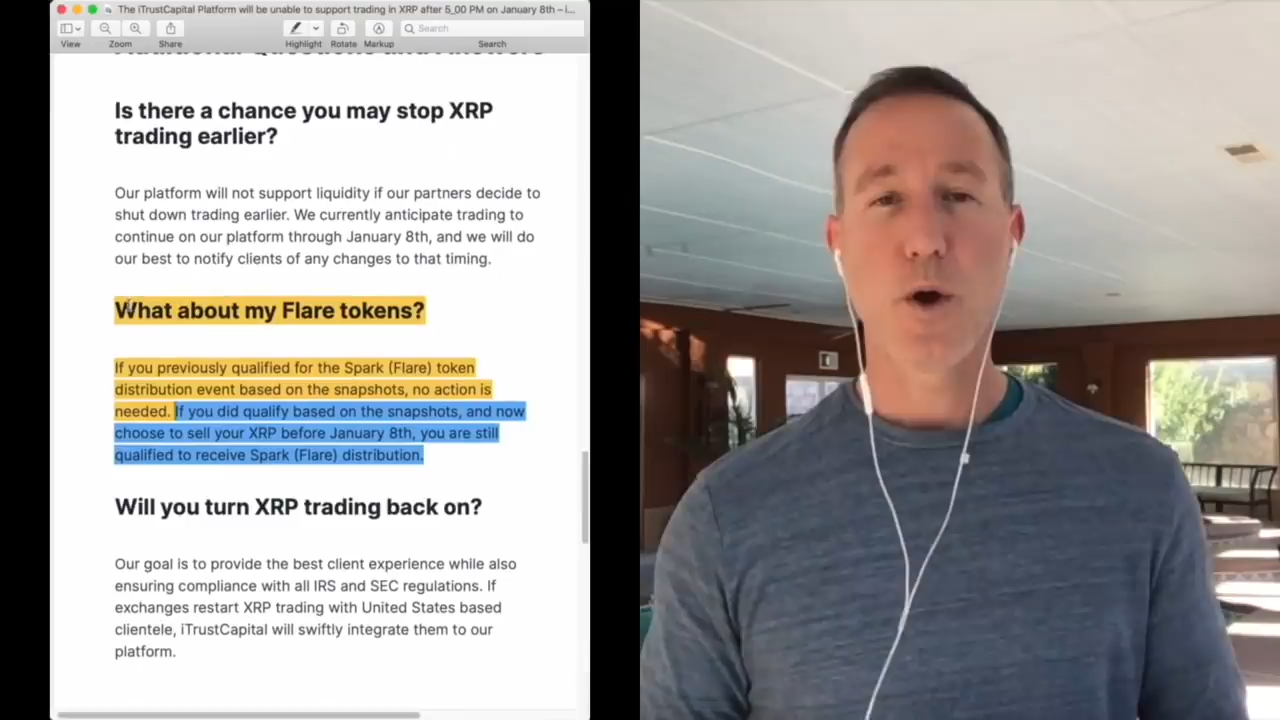 The iTrustCapital Platform will be unable to support trading in XRP after 5_00 PM on January 8th – i...
View
Zoom
Share
Highlight
Rotate
Markup
Search
Search
Additional Questions and Answers
Is there a chance you may stop XRP
trading earlier?
Our platform will not support liquidity if our partners decide to
shut down trading earlier. We currently anticipate trading to
continue on our platform through January 8th, and we will do
our best to notify clients of any changes to that timing.
What about my Flare tokens?
If you previously qualified for the Spark (Flare) token
distribution event based on the snapshots, no action is
needed. If you did qualify based on the snapshots, and now
choose to sell your XRP before January 8th, you are still
qualified to receive Spark (Flare) distribution.
Will you turn XRP trading back on?
Our goal is to provide the best client experience while also
ensuring compliance with all IRS and SEC regulations. If
exchanges restart XRP trading with United States based
clientele, iTrustCapital will swiftly integrate them to our
platform.